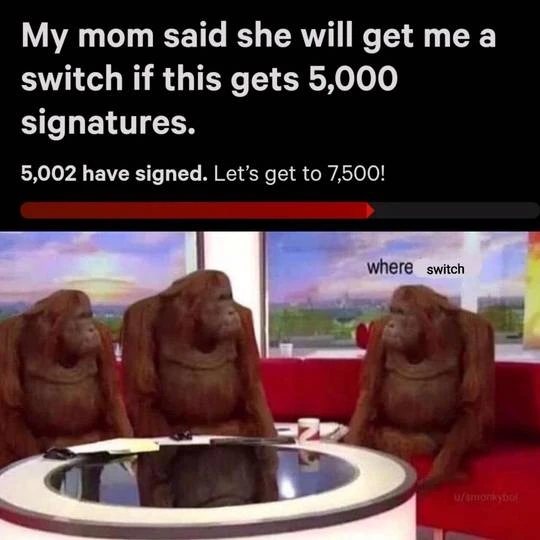 My mom said she will get me a
switch if this gets 5,000
signatures.
5,002 have signed. Let's get to 7,500!
where switch
u/smonkyboi